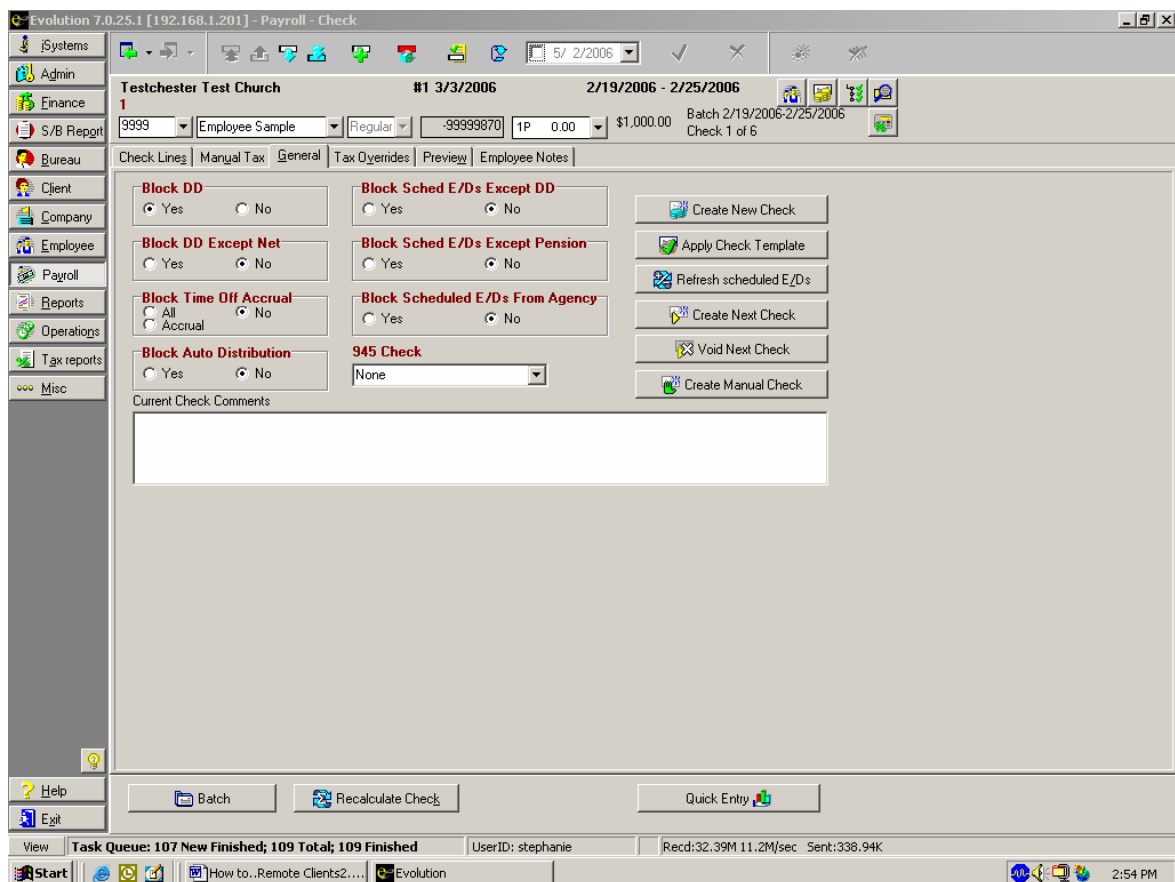 Evolution 7.0.25.1 [192.168.1.201] - Payroll - Check
iSystems
Admin
Finance
S/B Report
Bureau
Client
Company
Employee
Payroll
Reports
Operations
Tax reports
Misc
Help
Exit
5/ 2/2006
Testchester Test Church #1 3/3/2006 2/19/2006 - 2/25/2006
1
9999 Employee Sample Regular -99999870 1P 0.00 $1,000.00
Batch 2/19/2006-2/25/2006
Check 1 of 6
Check Lines Manual Tax General Tax Overrides Preview Employee Notes
Block DD
Yes No
Block Sched E/Ds Except DD
Yes No
Block DD Except Net
Yes No
Block Sched E/Ds Except Pension
Yes No
Block Time Off Accrual
All No
Accrual
Block Scheduled E/Ds From Agency
Yes No
Block Auto Distribution
Yes No
945 Check
None
Create New Check
Apply Check Template
Refresh scheduled E/Ds
Create Next Check
Void Next Check
Create Manual Check
Current Check Comments
Batch Recalculate Check Quick Entry
View Task Queue: 107 New Finished; 109 Total; 109 Finished UserID: stephanie Recd:32.39M 11.2M/sec Sent:338.94K
Start How to..Remote Clients2.... Evolution 2:54 PM